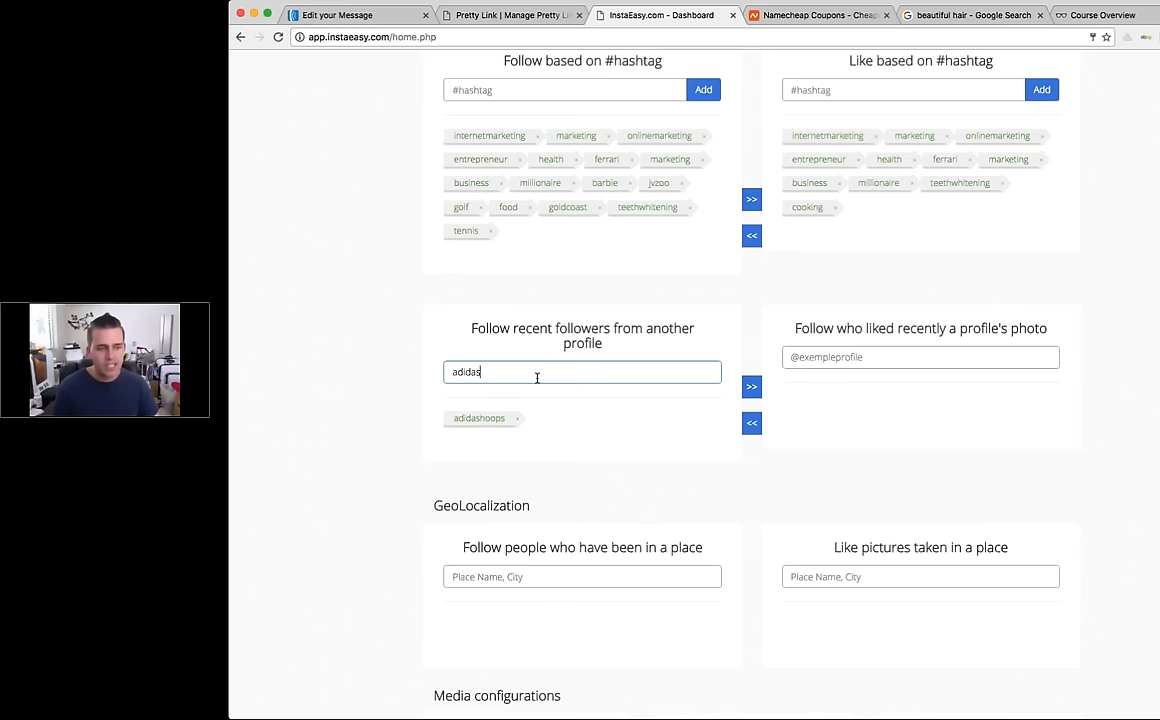 Edit your Message
Pretty Link | Manage Pretty Li
InstaEasy.com - Dashboard
Namecheap Coupons - Cheap
beautiful hair - Google Search
Course Overview
app.instaeasy.com/home.php
Follow based on #hashtag
#hashtag Add
internetmarketing × marketing × onlinemarketing ×
entrepreneur × health × ferrari × marketing ×
business × millionaire × barbie × jvzoo ×
golf × food × goldcoast × teethwhitening ×
tennis ×
>>
<<
Like based on #hashtag
#hashtag Add
internetmarketing × marketing × onlinemarketing ×
entrepreneur × health × ferrari × marketing ×
business × millionaire × teethwhitening ×
cooking ×
Follow recent followers from another
profile
adidas
adidashoops ×
>>
<<
Follow who liked recently a profile's photo
@exempleprofile
GeoLocalization
Follow people who have been in a place
Place Name, City
Like pictures taken in a place
Place Name, City
Media configurations